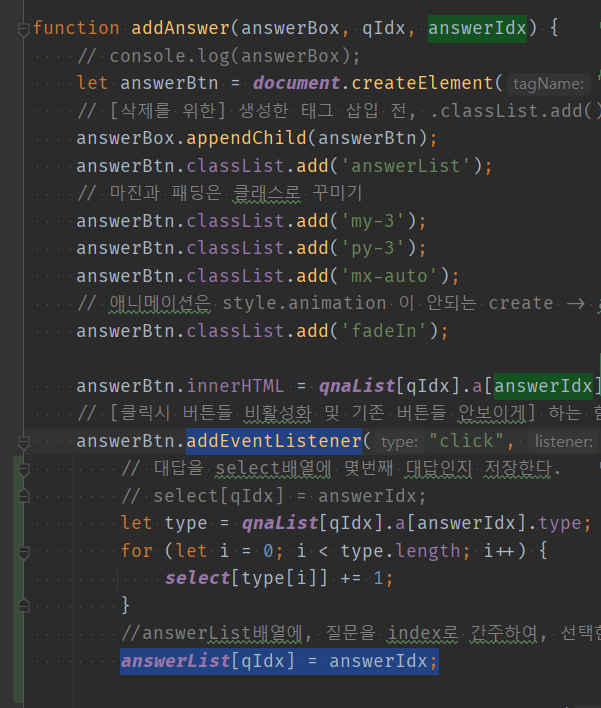 function addAnswer(answerBox, qIdx, answerIdx) {
// console.log(answerBox);
let answerBtn = document.createElement( tagName:
// [삭제를 위한] 생성한 태그 삽입 전, .classList.add()
answerBox.appendChild(answerBtn);
answerBtn.classList.add('answerList');
// 마진과 패딩은 클래스로 꾸미기
answerBtn.classList.add('my-3');
answerBtn.classList.add('py-3');
answerBtn.classList.add('mx-auto');
// 애니메이션은 style.animation 이 안되는 create ->
answerBtn.classList.add('fadeIn');
answerBtn.innerHTML = qnaList[qIdx].a[answerIdx]
// [클릭시 버튼들 비활성화 및 기존 버튼들 안보이게] 하는
answerBtn.addEventListener( type: "click", listener:
// 대답을 select배열에 몇번째 대답인지 저장한다.
// select[qIdx] = answerIdx;
let type = qnaList[qIdx].a[answerIdx].type;
for (let i = 0; i < type.length; i++) {
select[type[i]] += 1;
}
//answerList배열에, 질문을 index로 간주하여,
answerList[qIdx] = answerIdx;